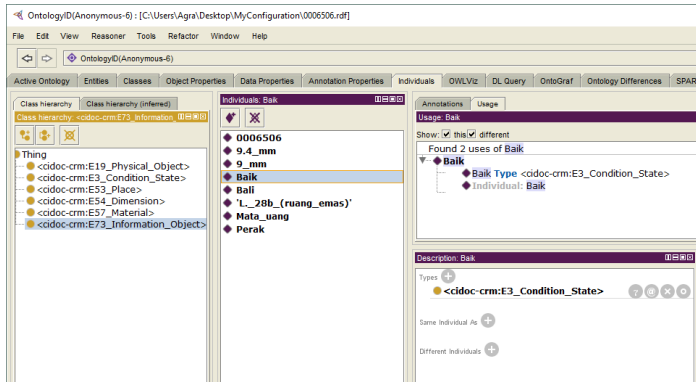 OntologyID(Anonymous-6) : [C:\Users\Agra\Desktop\MyConfiguration\0006506.rdf]
File Edit View Reasoner Tools Refactor Window Help
OntologyID(Anonymous-6)
Active Ontology Entities Classes Object Properties Data Properties Annotation Properties Individuals OWLViz DL Query OntoGraf Ontology Differences SPAR
Class hierarchy Class hierarchy (inferred)
Class hierarchy: <cidoc-crm:E73_Information_
Thing
<cidoc-crm:E19_Physical_Object>
<cidoc-crm:E3_Condition_State>
<cidoc-crm:E53_Place>
<cidoc-crm:E54_Dimension>
<cidoc-crm:E57_Material>
<cidoc-crm:E73_Information_Object>
Individuals: Baik
0006506
9.4_mm
9_mm
Baik
Bali
'L._28b_(ruang_emas)'
Mata_uang
Perak
Annotations Usage
Usage: Baik
Show: this different
Found 2 uses of Baik
Baik
Baik Type <cidoc-crm:E3_Condition_State>
Individual: Baik
Description: Baik
Types
<cidoc-crm:E3_Condition_State>
Same Individual As
Different Individuals